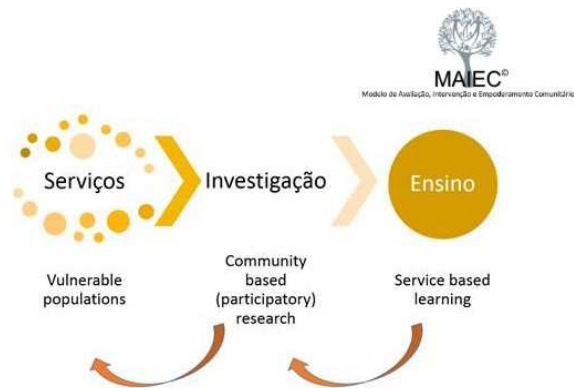 MAIEC©
Modelo de Avaliação, Intervenção e Empoderamento Comunitário
Serviços
Investigação
Ensino
Vulnerable
populations
Community
based
(participatory)
research
Service based
learning